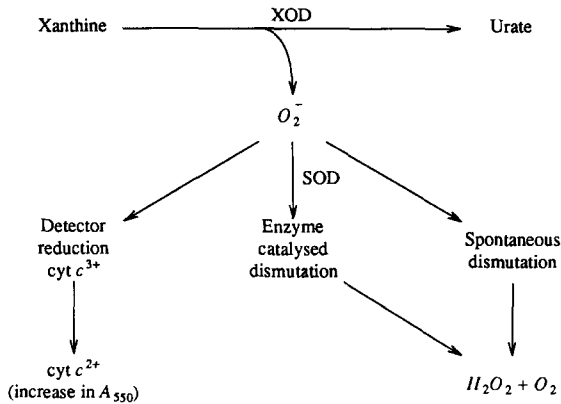 XOD
Xanthine
Urate
O₂⁻
SOD
Detector
reduction
cyt c³⁺
Enzyme
catalysed
dismutation
Spontaneous
dismutation
cyt c²⁺
(increase in A₅₅₀)
H₂O₂ + O₂